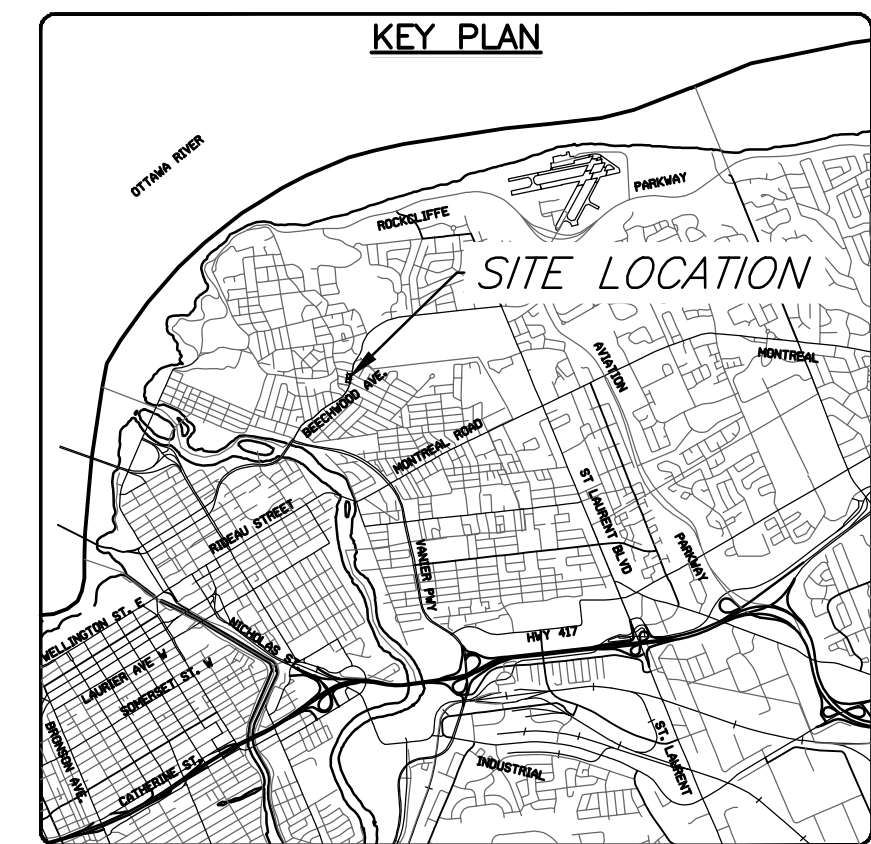 KEY PLAN
OTTAWA RIVER
PARKWAY
ROCKCLIFFE
SITE LOCATION
AVIATION
MONTREAL
BEECHWOOD AVE.
MONTREAL ROAD
ST LAURENT BLVD
RIDEAU STREET
PARKWAY
VANIER PWY
WELLINGTON ST. E
NICHOLAS ST
HWY 417
LAURIER AVE W
SOMERSET ST. W
BRONSON AVE.
ST. LAURENT
CATHERINE ST.
INDUSTRIAL